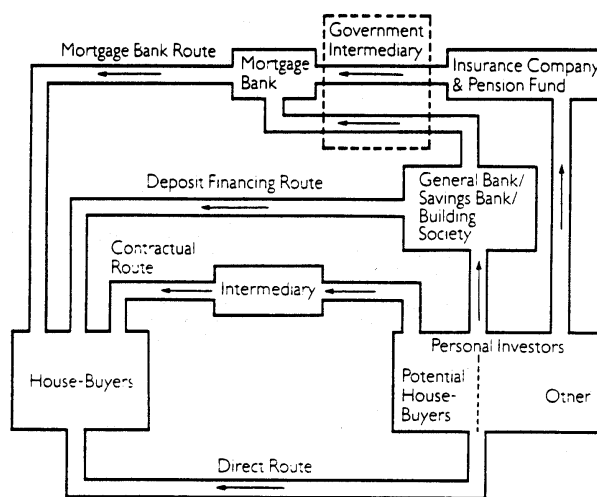 Government
Intermediary
Mortgage Bank Route
Mortgage
Bank
Insurance Company
& Pension Fund
Deposit Financing Route
General Bank/
Savings Bank/
Building
Society
Contractual
Route
Intermediary
Personal Investors
House-Buyers
Potential
House-
Buyers
Other
Direct Route